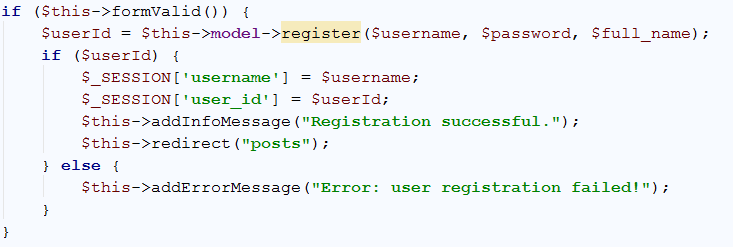 if ($this->formValid()) {
    $userId = $this->model->register($username, $password, $full_name);
    if ($userId) {
        $_SESSION['username'] = $username;
        $_SESSION['user_id'] = $userId;
        $this->addInfoMessage("Registration successful.");
        $this->redirect("posts");
    } else {
        $this->addErrorMessage("Error: user registration failed!");
    }
}